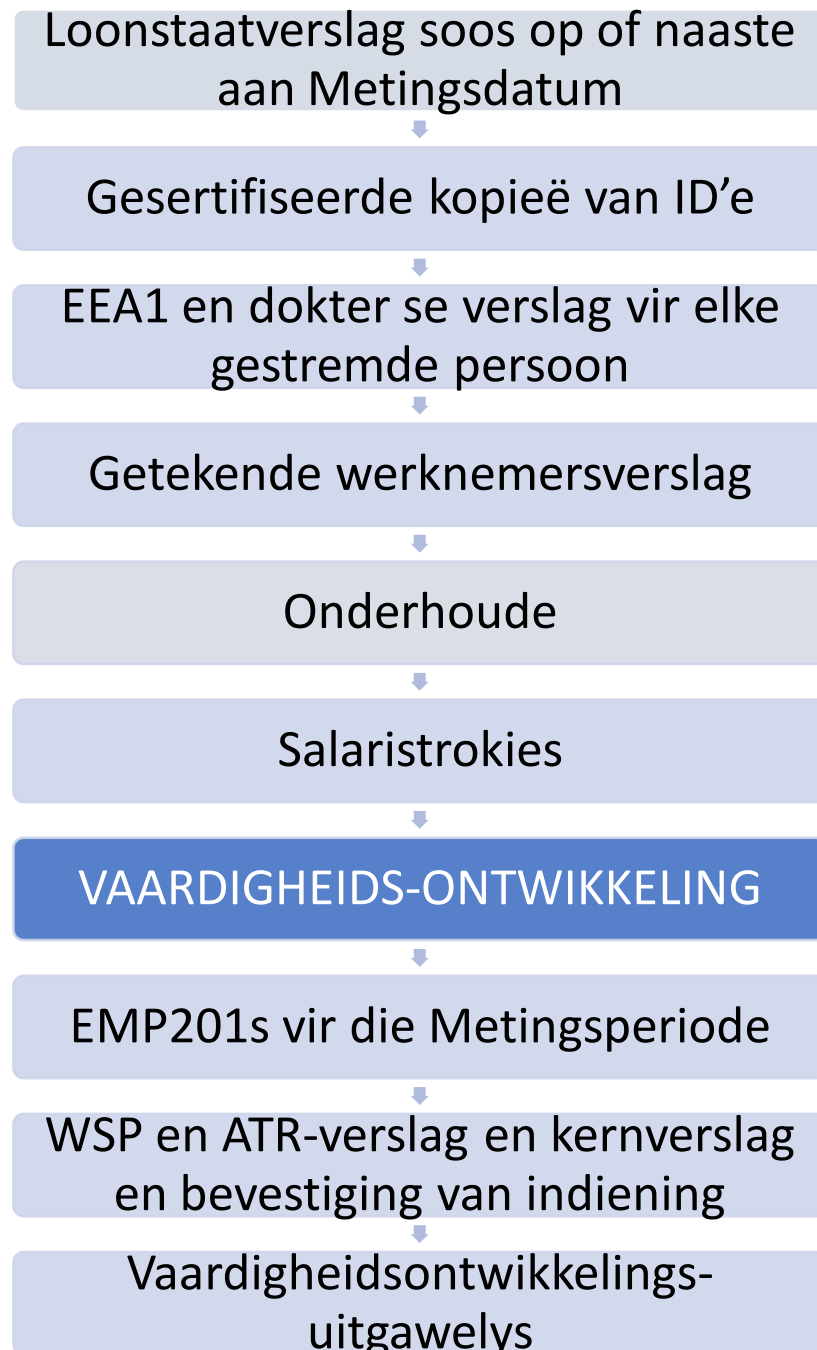 Loonstaatverslag soos op of naaste
aan Metingsdatum
Gesertifiseerde kopieë van ID’e
EEA1 en dokter se verslag vir elke
gestremde persoon
Getekende werknemersverslag
Onderhoude
Salaristrokies
VAARDIGHEIDS-ONTWIKKELING
EMP201s vir die Metingsperiode
WSP en ATR-verslag en kernverslag
en bevestiging van indiening
Vaardigheidsontwikkelings-
uitgawelys